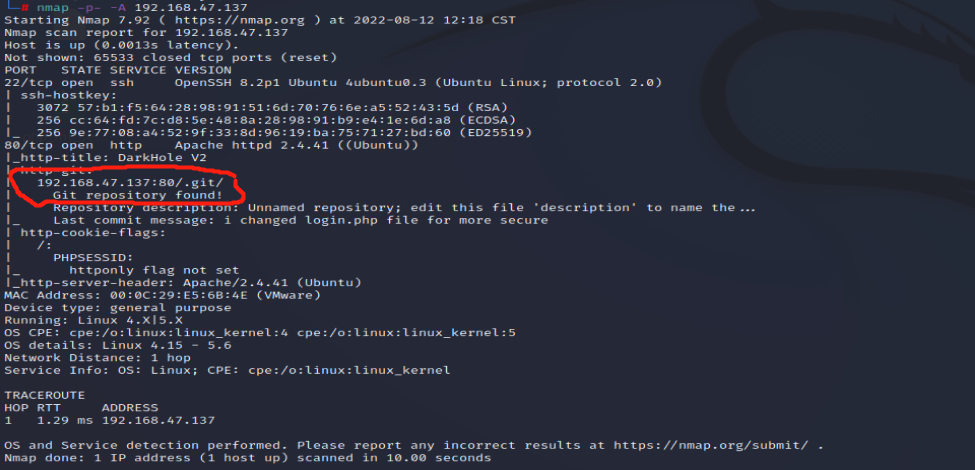 └─# nmap -p- -A 192.168.47.137
Starting Nmap 7.92 ( https://nmap.org ) at 2022-08-12 12:18 CST
Nmap scan report for 192.168.47.137
Host is up (0.0013s latency).
Not shown: 65533 closed tcp ports (reset)
PORT   STATE SERVICE VERSION
22/tcp open  ssh     OpenSSH 8.2p1 Ubuntu 4ubuntu0.3 (Ubuntu Linux; protocol 2.0)
| ssh-hostkey:
|   3072 57:b1:f5:64:28:98:91:51:6d:70:76:6e:a5:52:43:5d (RSA)
|   256 cc:64:fd:7c:d8:5e:48:8a:28:98:91:b9:e4:1e:6d:a8 (ECDSA)
|_  256 9e:77:08:a4:52:9f:33:8d:96:19:ba:75:71:27:bd:60 (ED25519)
80/tcp open  http    Apache httpd 2.4.41 ((Ubuntu))
|_http-title: DarkHole V2
| http-git:
|   192.168.47.137:80/.git/
|     Git repository found!
|     Repository description: Unnamed repository; edit this file 'description' to name the...
|_    Last commit message: i changed login.php file for more secure
| http-cookie-flags:
|   /:
|     PHPSESSID:
|_      httponly flag not set
|_http-server-header: Apache/2.4.41 (Ubuntu)
MAC Address: 00:0C:29:E5:6B:4E (VMware)
Device type: general purpose
Running: Linux 4.X|5.X
OS CPE: cpe:/o:linux:linux_kernel:4 cpe:/o:linux:linux_kernel:5
OS details: Linux 4.15 - 5.6
Network Distance: 1 hop
Service Info: OS: Linux; CPE: cpe:/o:linux:linux_kernel
TRACEROUTE
HOP RTT     ADDRESS
1   1.29 ms 192.168.47.137
OS and Service detection performed. Please report any incorrect results at https://nmap.org/submit/ .
Nmap done: 1 IP address (1 host up) scanned in 10.00 seconds